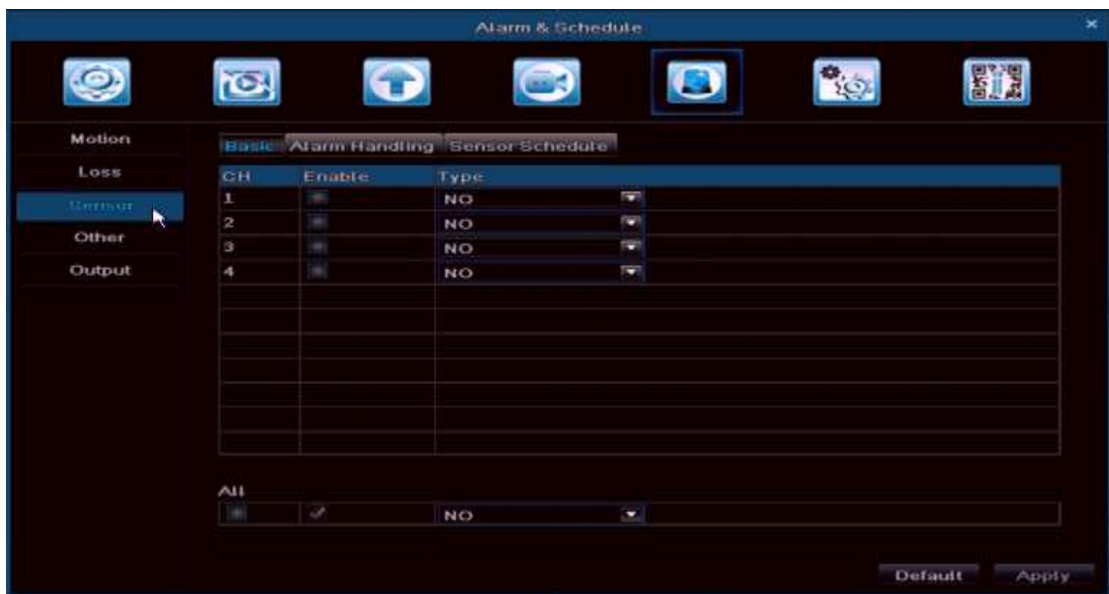 Alarm & Schedule
Motion
Loss
Sensor
Other
Output
Basic Alarm Handling Sensor Schedule
CH Enable Type
1 NO
2 NO
3 NO
4 NO
All
NO
Default Apply